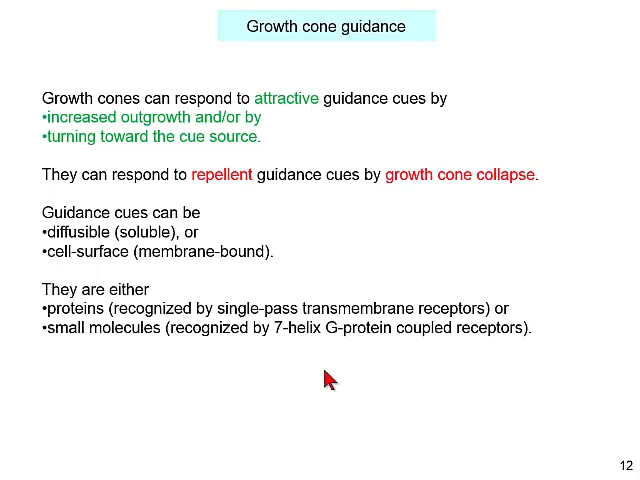 Growth cone guidance
Growth cones can respond to attractive guidance cues by
•increased outgrowth and/or by
•turning toward the cue source.
They can respond to repellent guidance cues by growth cone collapse.
Guidance cues can be
•diffusible (soluble), or
•cell-surface (membrane-bound).
They are either
•proteins (recognized by single-pass transmembrane receptors) or
•small molecules (recognized by 7-helix G-protein coupled receptors).
12